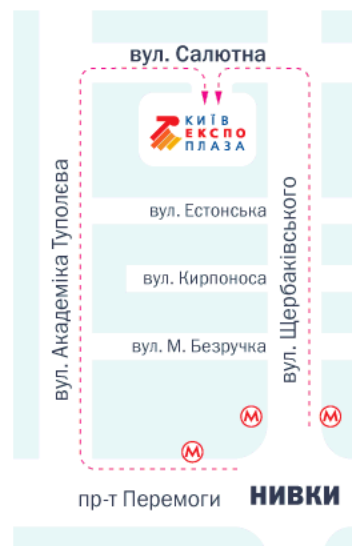 вул. Салютна
КИЇВ
ЕКСПО
ПЛАЗА
вул. Академіка Туполєва
вул. Естонська
вул. Щербаківського
вул. Кирпоноса
вул. М. Безручка
М
М
М
пр-т Перемоги
НИВКИ